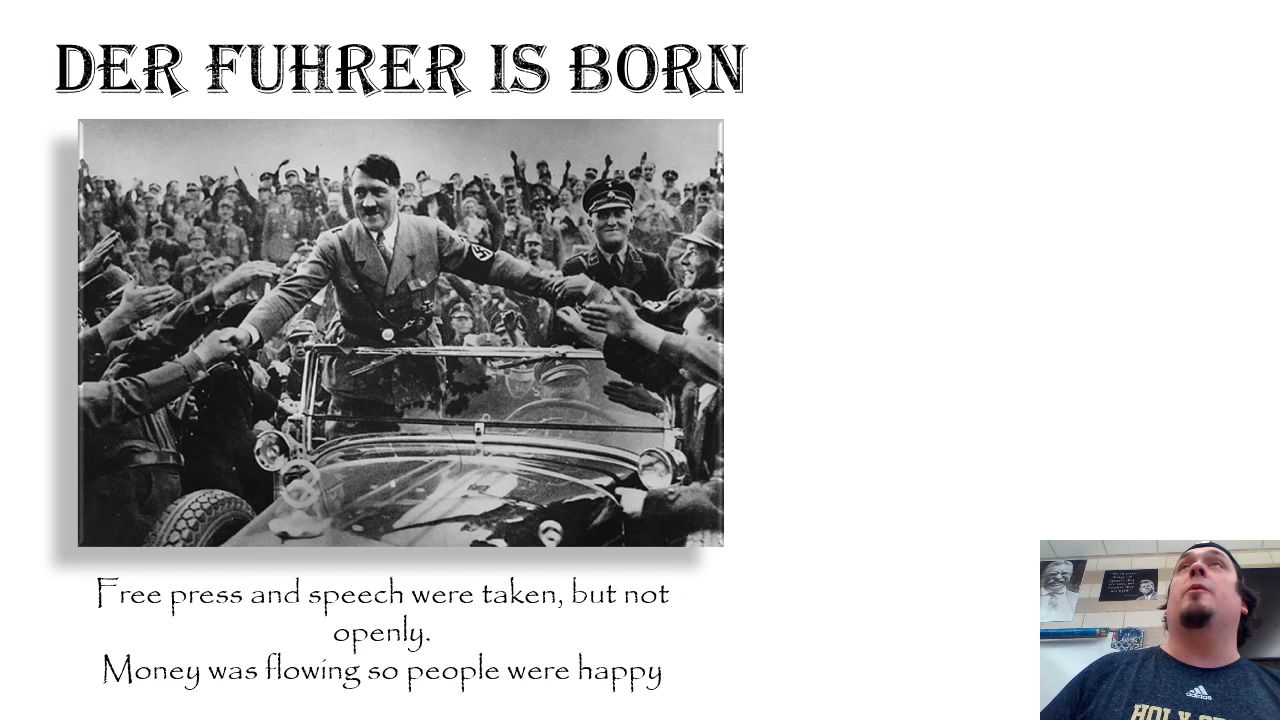 DER FUHRER IS BORN
Free press and speech were taken, but not
openly.
Money was flowing so people were happy
adidas